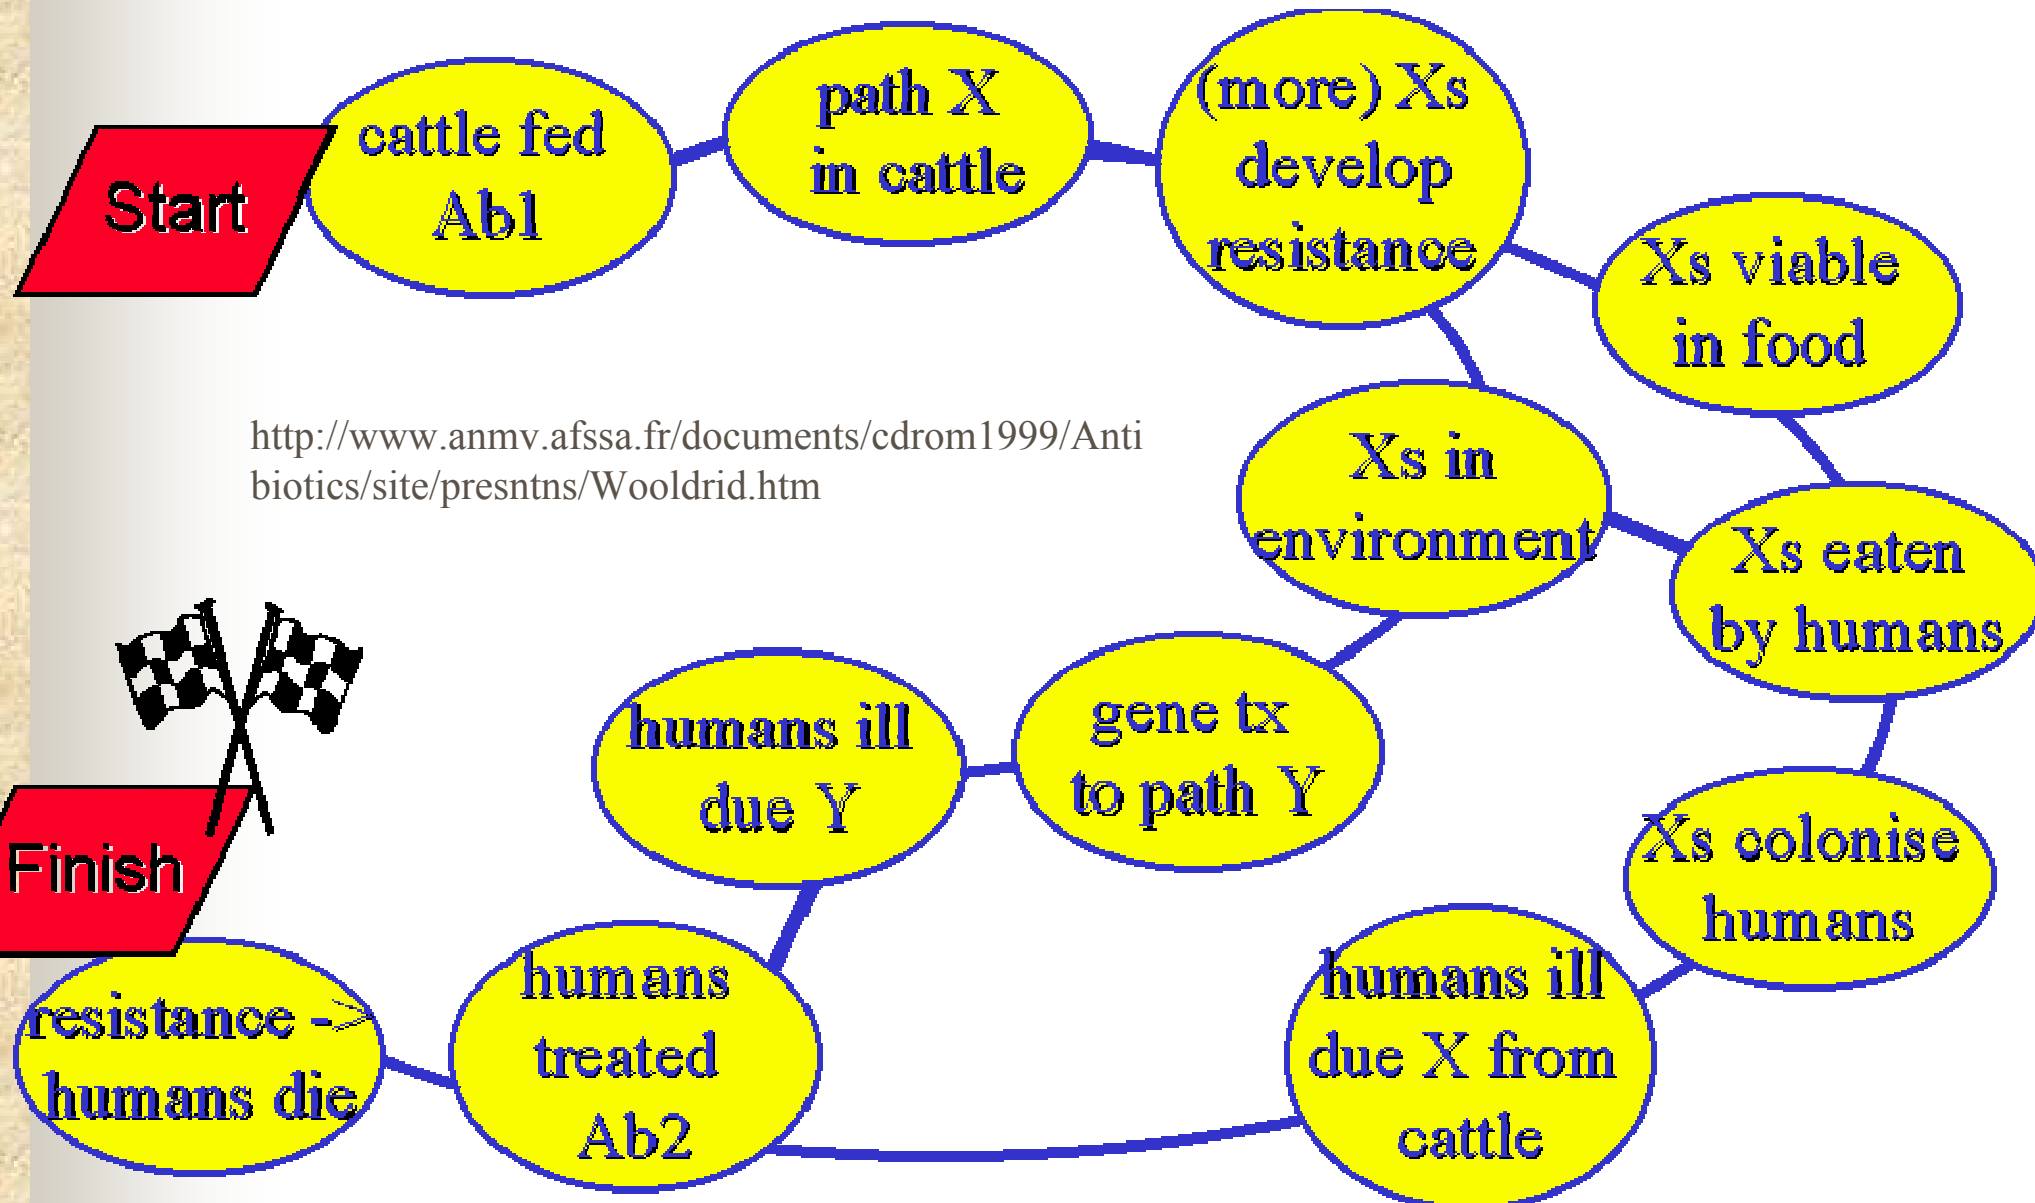 Start
cattle fed
Ab1
path X
in cattle
(more) Xs
develop
resistance
Xs viable
in food
http://www.anmv.afssa.fr/documents/cdrom1999/Anti
biotics/site/presntns/Wooldrid.htm
Xs in
environment
Xs eaten
by humans
humans ill
due Y
gene tx
to path Y
Xs colonise
humans
Finish
resistance ->
humans die
humans
treated
Ab2
humans ill
due X from
cattle